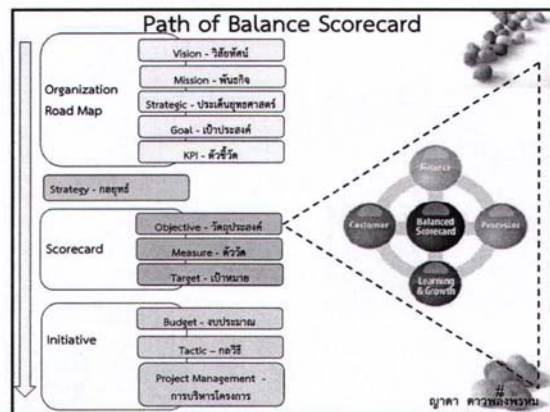 Path of Balance Scorecard
Organization
Road Map
Vision - วิสัยทัศน์
Mission - พันธกิจ
Strategic - ประเด็นยุทธศาสตร์
Goal - เป้าประสงค์
KPI - ตัวชี้วัด
Strategy - กลยุทธ์
Scorecard
Objective - วัตถุประสงค์
Measure - ตัววัด
Target - เป้าหมาย
Initiative
Budget - งบประมาณ
Tactic – กลวิธี
Project Management -
การบริหารโครงการ
Finance
Customer
Balanced
Scorecard
Processes
Learning
& Growth
ญาดา